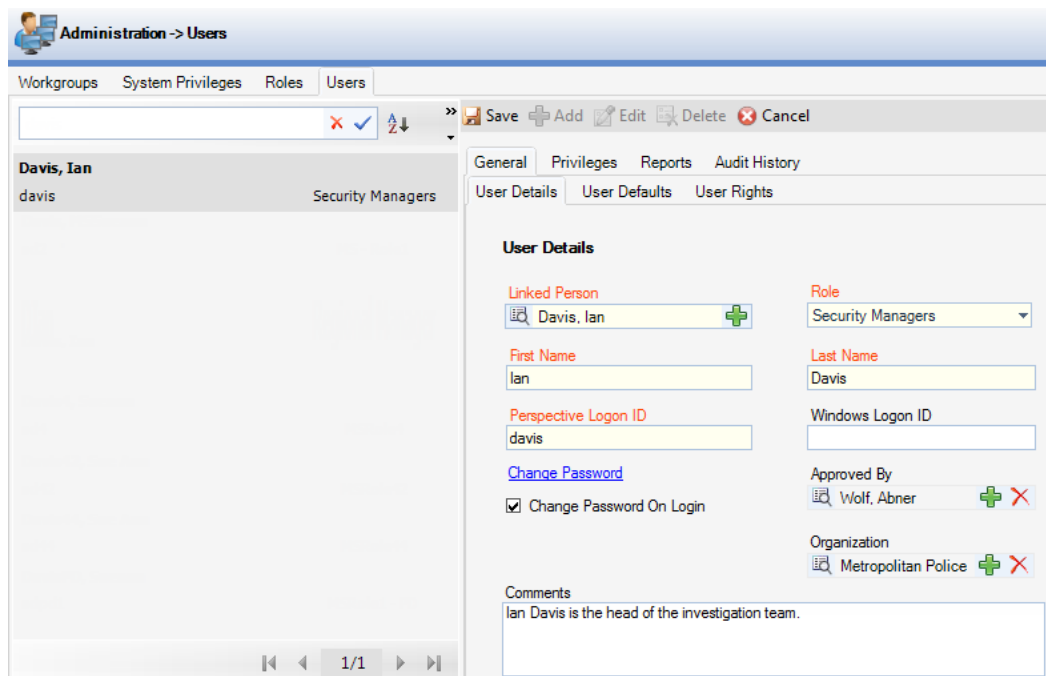 Administration -> Users
Workgroups System Privileges Roles Users
A
Z
»
Save Add Edit Delete Cancel
Davis, Ian
davis Security Managers
1/1
General Privileges Reports Audit History
User Details User Defaults User Rights
User Details
Linked Person Role
Davis, Ian Security Managers
First Name Last Name
Ian Davis
Perspective Logon ID Windows Logon ID
davis
Change Password Approved By
Change Password On Login Wolf, Abner
Organization
Metropolitan Police
Comments
Ian Davis is the head of the investigation team.